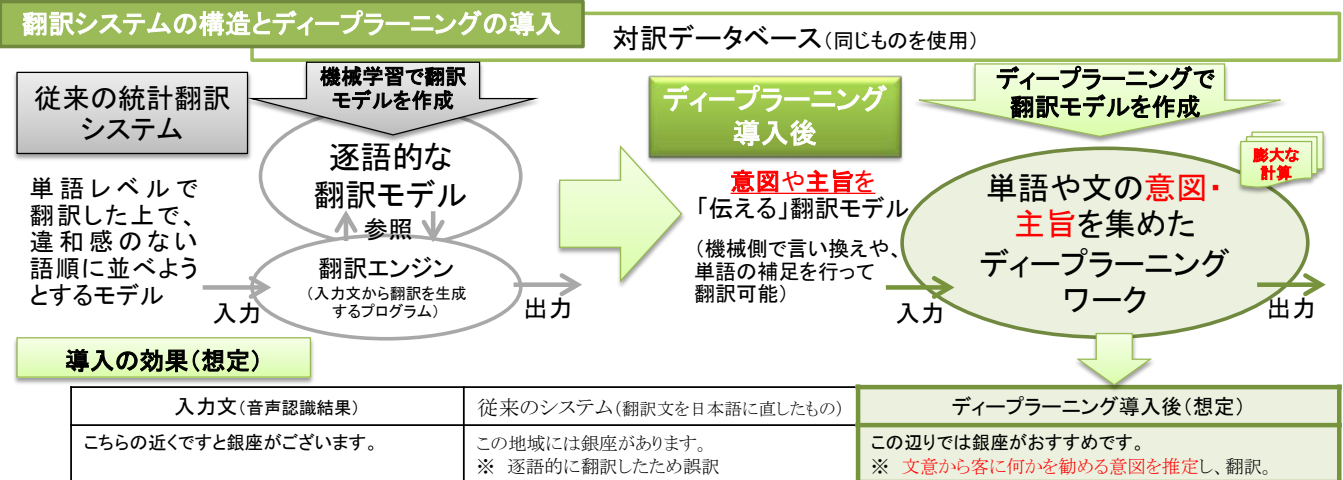 翻訳システムの構造とディープラーニングの導入
対訳データベース(同じものを使用)
従来の統計翻訳
システム
機械学習で翻訳
モデルを作成
逐語的な
翻訳モデル
参照
翻訳エンジン
(入力文から翻訳を生成
するプログラム)
単語レベルで
翻訳した上で、
違和感のない
語順に並べよう
とするモデル
入力
出力
ディープラーニング
導入後
意図や主旨を
「伝える」翻訳モデル
(機械側で言い換えや、
単語の補足を行って
翻訳可能)
ディープラーニングで
翻訳モデルを作成
膨大な
計算
単語や文の意図・
主旨を集めた
ディープラーニング
ワーク
入力
出力
導入の効果(想定)
入力文(音声認識結果)
従来のシステム(翻訳文を日本語に直したもの)
ディープラーニング導入後(想定)
こちらの近くですと銀座がございます。
この地域には銀座があります。
※ 逐語的に翻訳したため誤訳
この辺りでは銀座がおすすめです。
※ 文意から客に何かを勧める意図を推定し、翻訳。